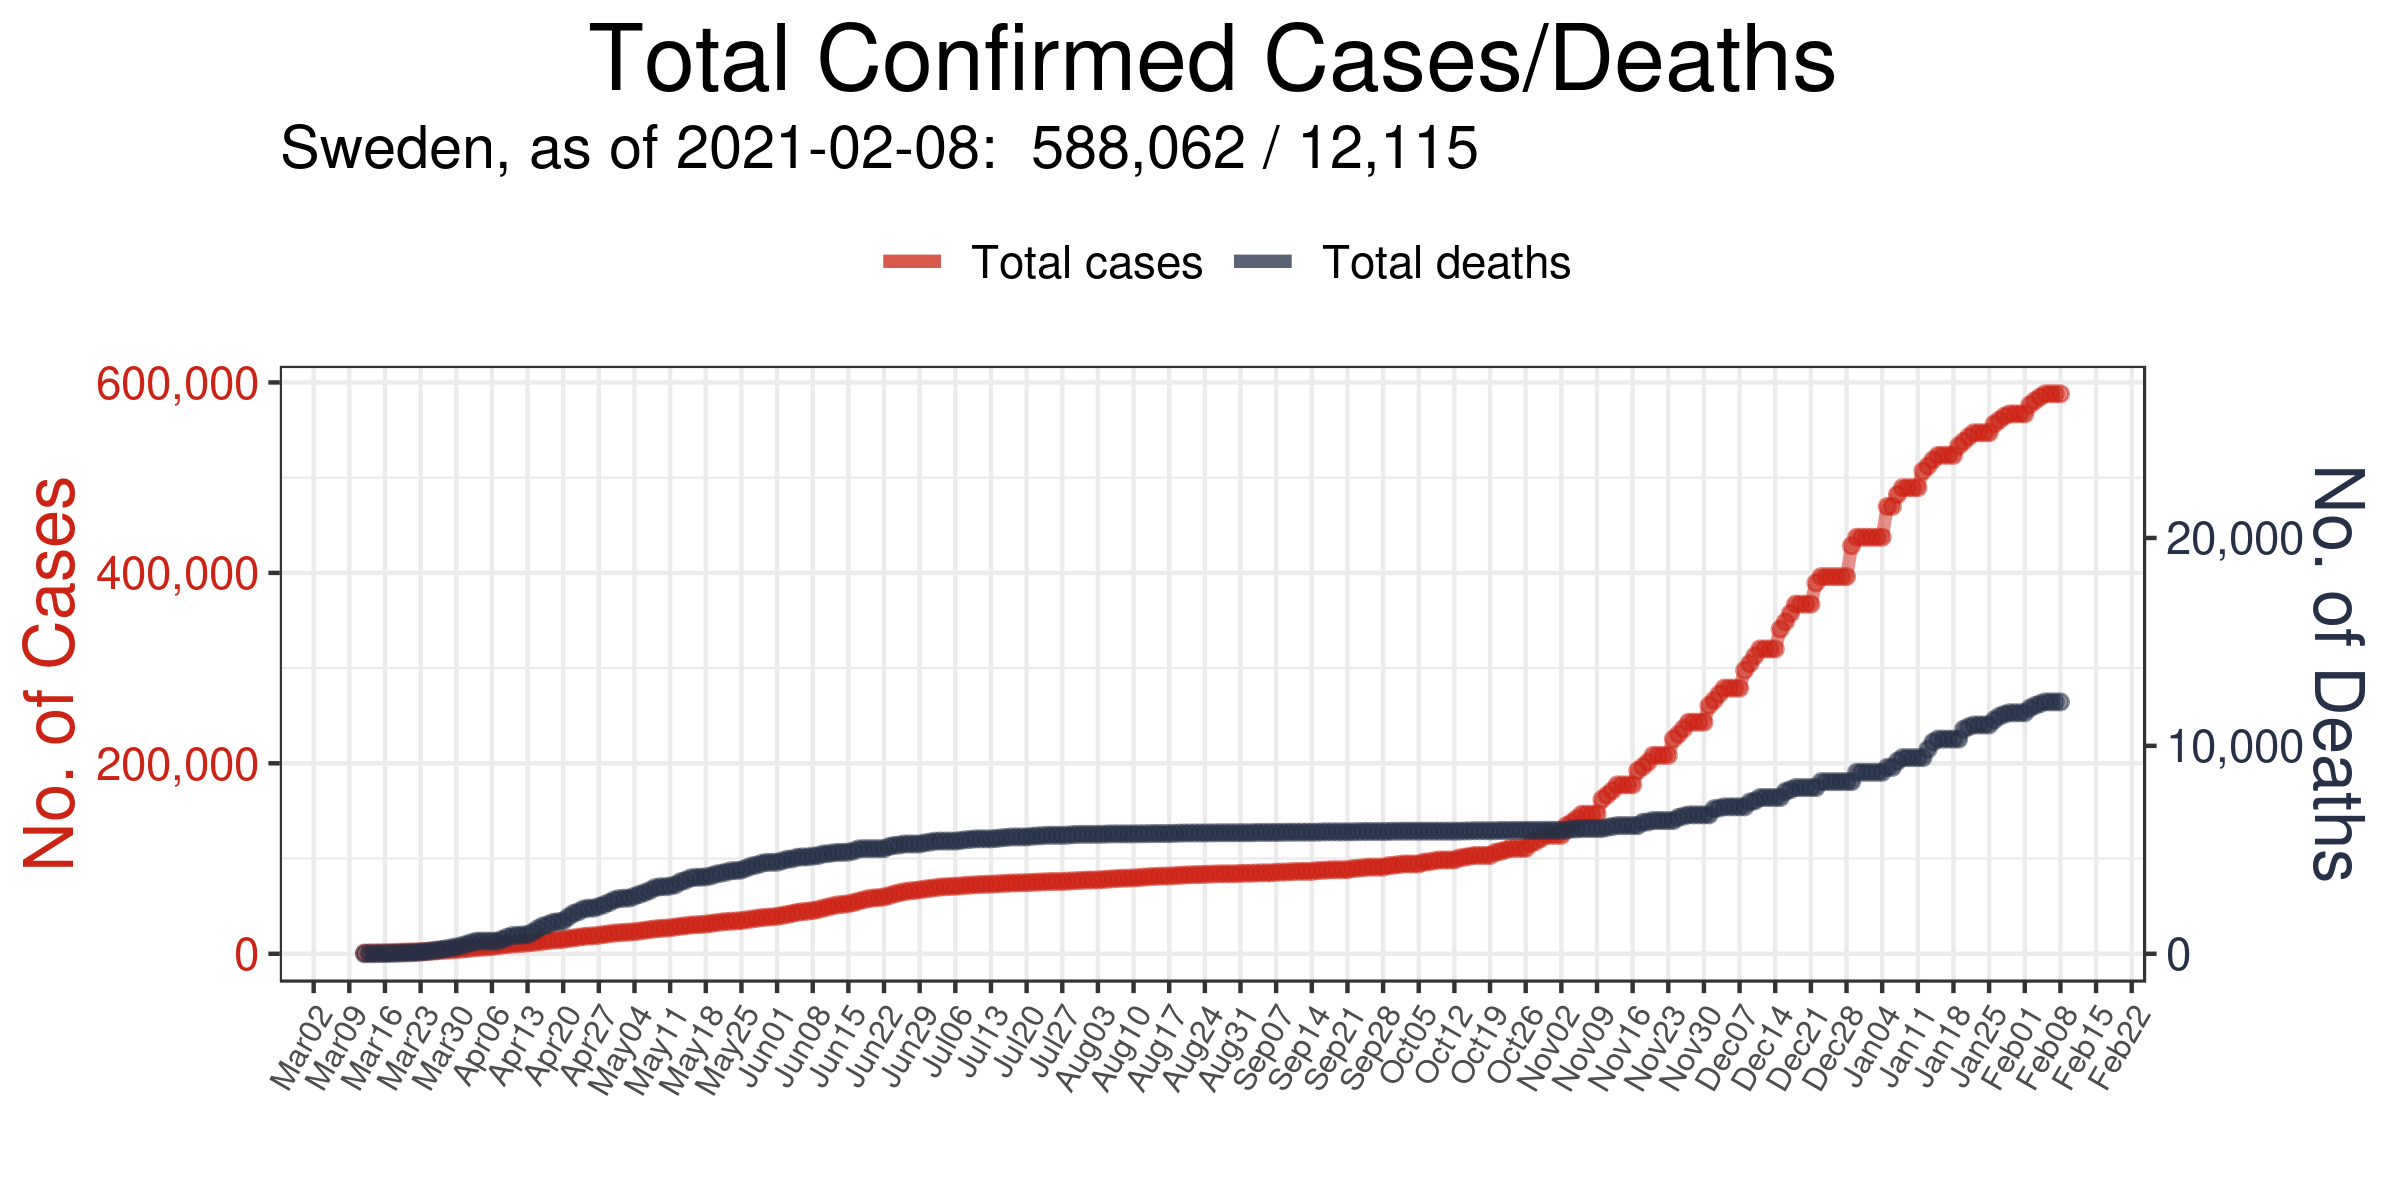 Total Confirmed Cases/Deaths
Sweden, as of 2021-02-08:  588,062 / 12,115
Total cases
Total deaths
No. of Cases
600,000
400,000
200,000
0
20,000
10,000
0
No. of Deaths
Mar02
Mar09
Mar16
Mar23
Mar30
Apr06
Apr13
Apr20
Apr27
May04
May11
May18
May25
Jun01
Jun08
Jun15
Jun22
Jun29
Jul06
Jul13
Jul20
Jul27
Aug03
Aug10
Aug17
Aug24
Aug31
Sep07
Sep14
Sep21
Sep28
Oct05
Oct12
Oct19
Oct26
Nov02
Nov09
Nov16
Nov23
Nov30
Dec07
Dec14
Dec21
Dec28
Dec04
Jan11
Jan18
Jan25
Feb01
Feb08
Feb15
Feb22